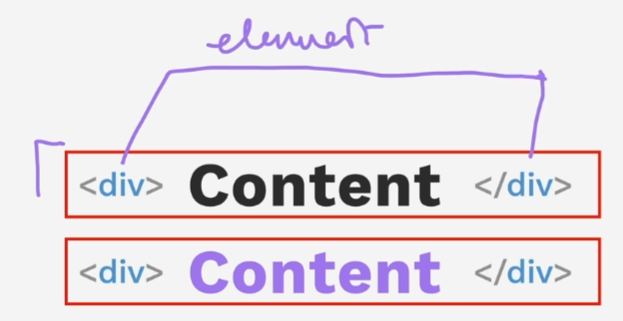 element
<div> Content </div>
<div> Content </div>